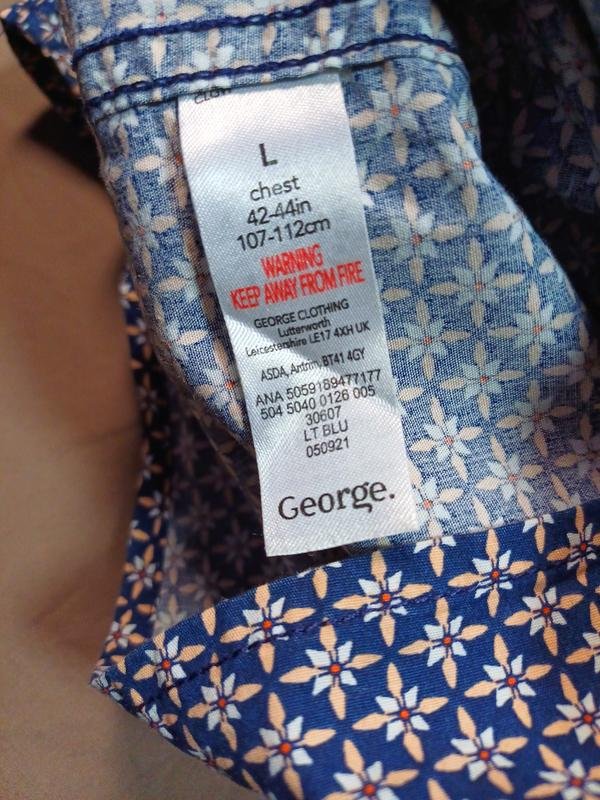 L
chest
42-44in
107-112cm
WARNING
KEEP AWAY FROM FIRE
GEORGE CLOTHING
Lutterworth
Leicestershire LE17 4XH UK
ASDA, Antrim, BT41 4GY
ANA 5059189477177
504 5040 0126 005
30607
LT BLU
050921
George.